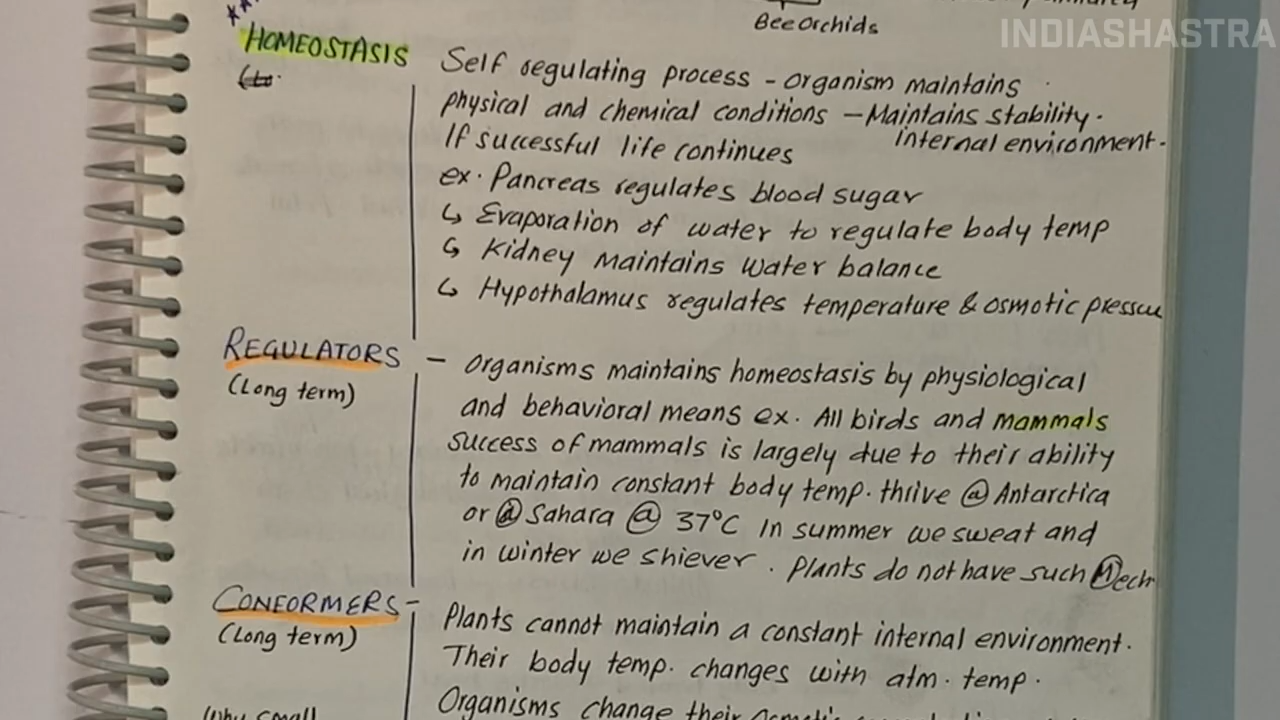 Bee Orchids
INDIASHASTRA
HOMEOSTASIS
Self regulating process - organism maintains
physical and chemical conditions - Maintains stability.
internal environment.
If successful life continues
ex. Pancreas regulates blood sugar
↳ Evaporation of water to regulate body temp
↳ Kidney maintains water balance
↳ Hypothalamus regulates temperature & osmotic pressu
REGULATORS -
(Long term)
Organisms maintains homeostasis by physiological
and behavioral means ex. All birds and mammals
success of mammals is largely due to their ability
to maintain constant body temp. thrive @ Antarctica
or @ Sahara @ 37°C In summer we sweat and
in winter we shiever. Plants do not have such Mech
CONFORMERS -
(Long term)
Plants cannot maintain a constant internal environment.
Their body temp. changes with atm. temp.
Why small
Organisms change their